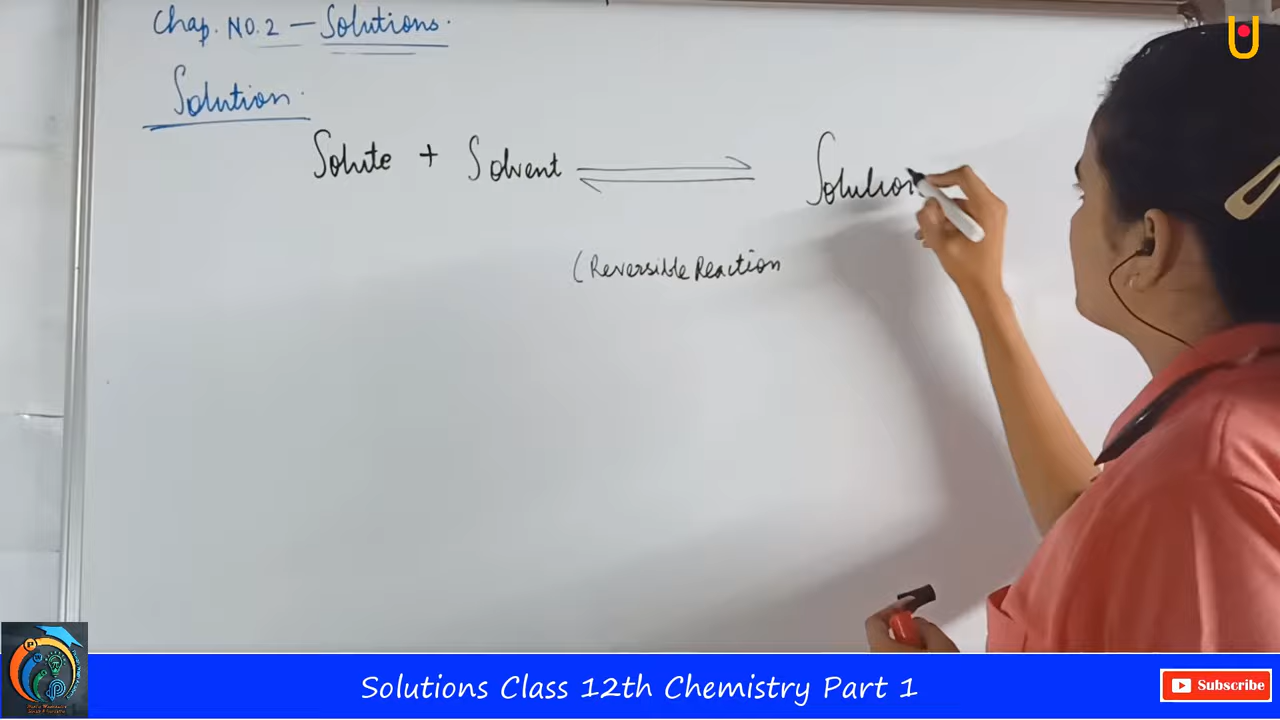 Chap. No. 2 — Solutions.
Solution.
Solute + Solvent ⇌ Solution
(Reversible Reaction
Solutions Class 12th Chemistry Part 1
Subscribe